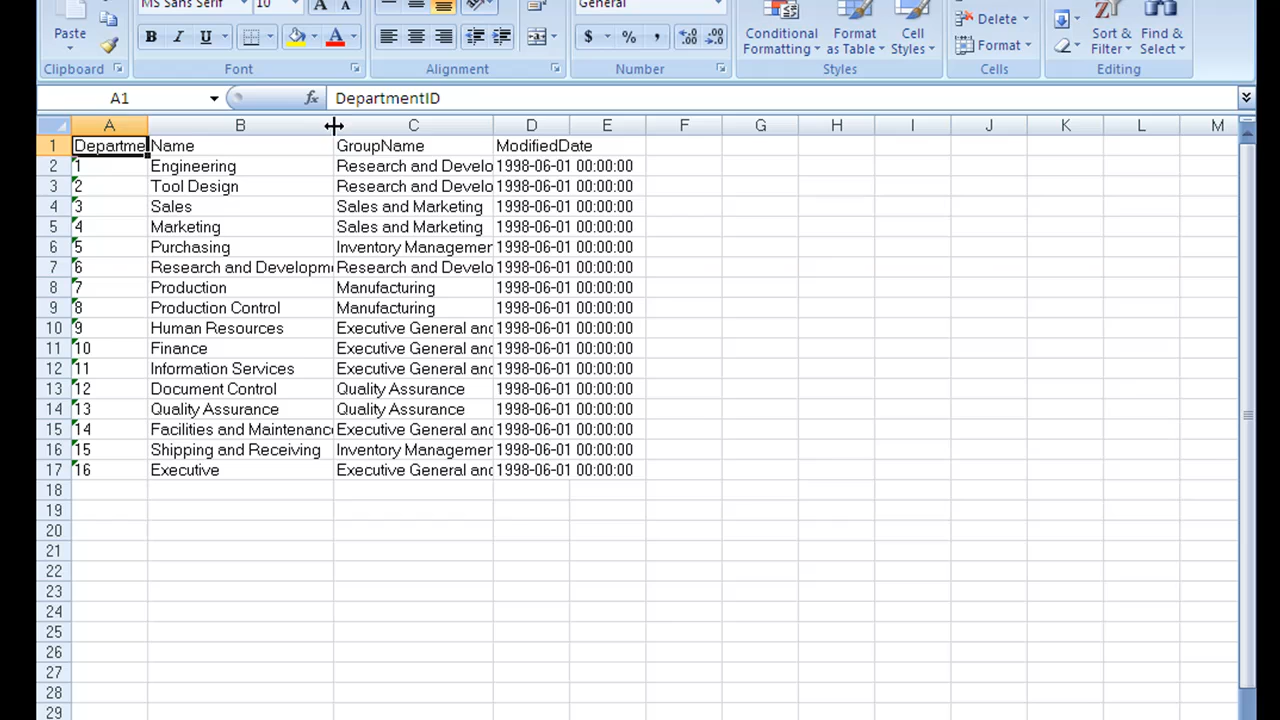 MS Sans Serif 10 General
Paste B I U $ % , Conditional Formatting Format as Table Cell Styles Delete Format Sort & Filter Find & Select
Clipboard Font Alignment Number Styles Cells Editing
A1 fx DepartmentID
A B C D E F G H I J K L M
1 Departme Name GroupName ModifiedDate
2 1 Engineering Research and Develo 1998-06-01 00:00:00
3 2 Tool Design Research and Develo 1998-06-01 00:00:00
4 3 Sales Sales and Marketing 1998-06-01 00:00:00
5 4 Marketing Sales and Marketing 1998-06-01 00:00:00
6 5 Purchasing Inventory Managemer 1998-06-01 00:00:00
7 6 Research and Developm Research and Develo 1998-06-01 00:00:00
8 7 Production Manufacturing 1998-06-01 00:00:00
9 8 Production Control Manufacturing 1998-06-01 00:00:00
10 9 Human Resources Executive General and 1998-06-01 00:00:00
11 10 Finance Executive General and 1998-06-01 00:00:00
12 11 Information Services Executive General and 1998-06-01 00:00:00
13 12 Document Control Quality Assurance 1998-06-01 00:00:00
14 13 Quality Assurance Quality Assurance 1998-06-01 00:00:00
15 14 Facilities and Maintenanc Executive General and 1998-06-01 00:00:00
16 15 Shipping and Receiving Inventory Managemer 1998-06-01 00:00:00
17 16 Executive Executive General and 1998-06-01 00:00:00
18
19
20
21
22
23
24
25
26
27
28
29